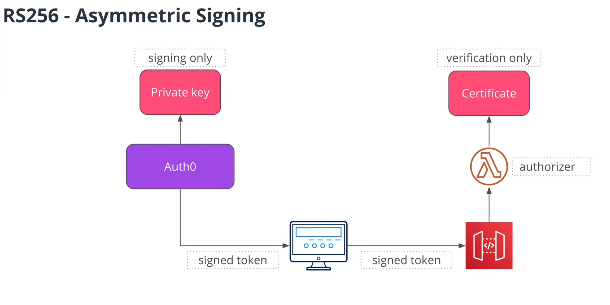 RS256 - Asymmetric Signing
signing only
verification only
Private key
Certificate
Auth0
authorizer
signed token
signed token